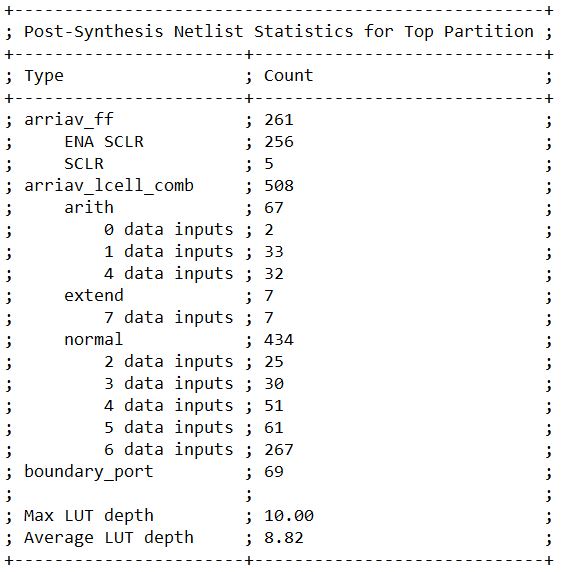 +------------------------------------------------------+
; Post-Synthesis Netlist Statistics for Top Partition ;
+------------------------+-----------------------------+
; Type                   ; Count                       ;
+------------------------+-----------------------------+
; arriav_ff              ; 261                         ;
;     ENA SCLR           ; 256                         ;
;     SCLR               ; 5                           ;
; arriav_lcell_comb      ; 508                         ;
;     arith              ; 67                          ;
;         0 data inputs  ; 2                           ;
;         1 data inputs  ; 33                          ;
;         4 data inputs  ; 32                          ;
;     extend             ; 7                           ;
;         7 data inputs  ; 7                           ;
;     normal             ; 434                         ;
;         2 data inputs  ; 25                          ;
;         3 data inputs  ; 30                          ;
;         4 data inputs  ; 51                          ;
;         5 data inputs  ; 61                          ;
;         6 data inputs  ; 267                         ;
; boundary_port          ; 69                          ;
;                        ;                             ;
; Max LUT depth          ; 10.00                       ;
; Average LUT depth      ; 8.82                        ;
+------------------------+-----------------------------+